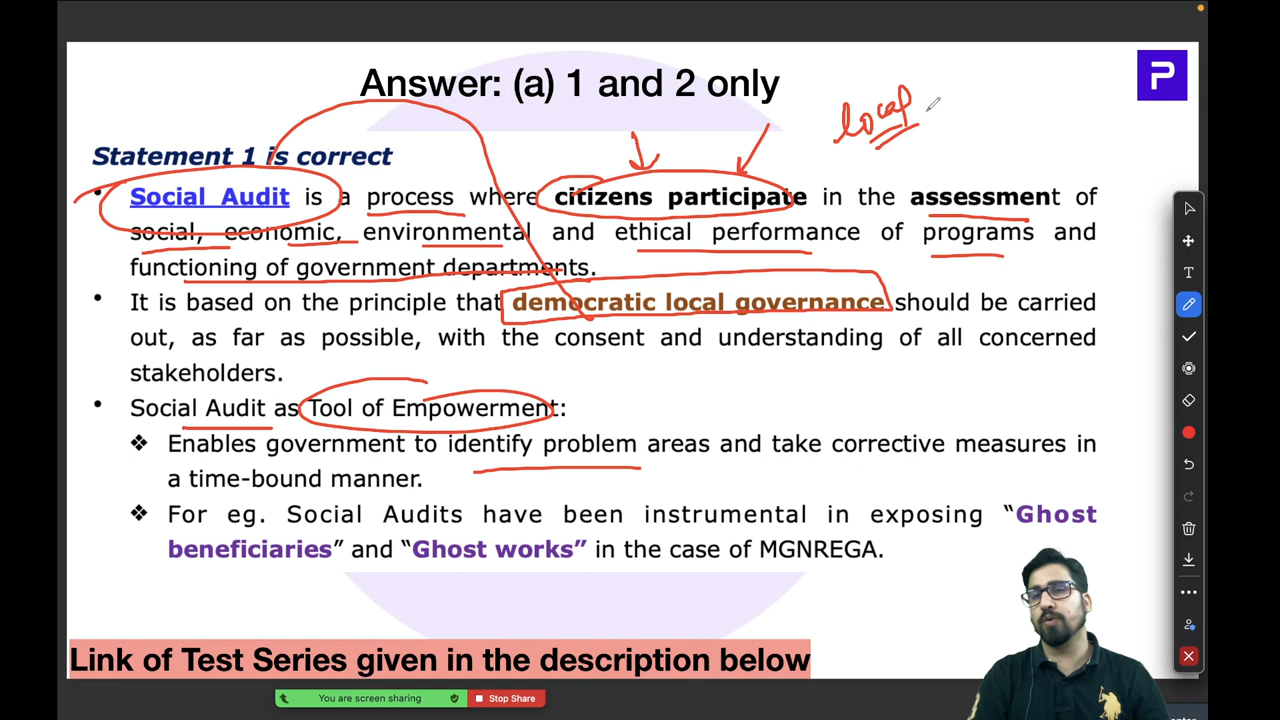 Answer: (a) 1 and 2 only
P
local
Statement 1 is correct
• Social Audit is a process where citizens participate in the assessment of
social, economic, environmental and ethical performance of programs and
functioning of government departments.
• It is based on the principle that democratic local governance should be carried
out, as far as possible, with the consent and understanding of all concerned
stakeholders.
• Social Audit as Tool of Empowerment:
❖ Enables government to identify problem areas and take corrective measures in
a time-bound manner.
❖ For eg. Social Audits have been instrumental in exposing “Ghost
beneficiaries” and “Ghost works” in the case of MGNREGA.
T
Link of Test Series given in the description below
You are screen sharing
Stop Share